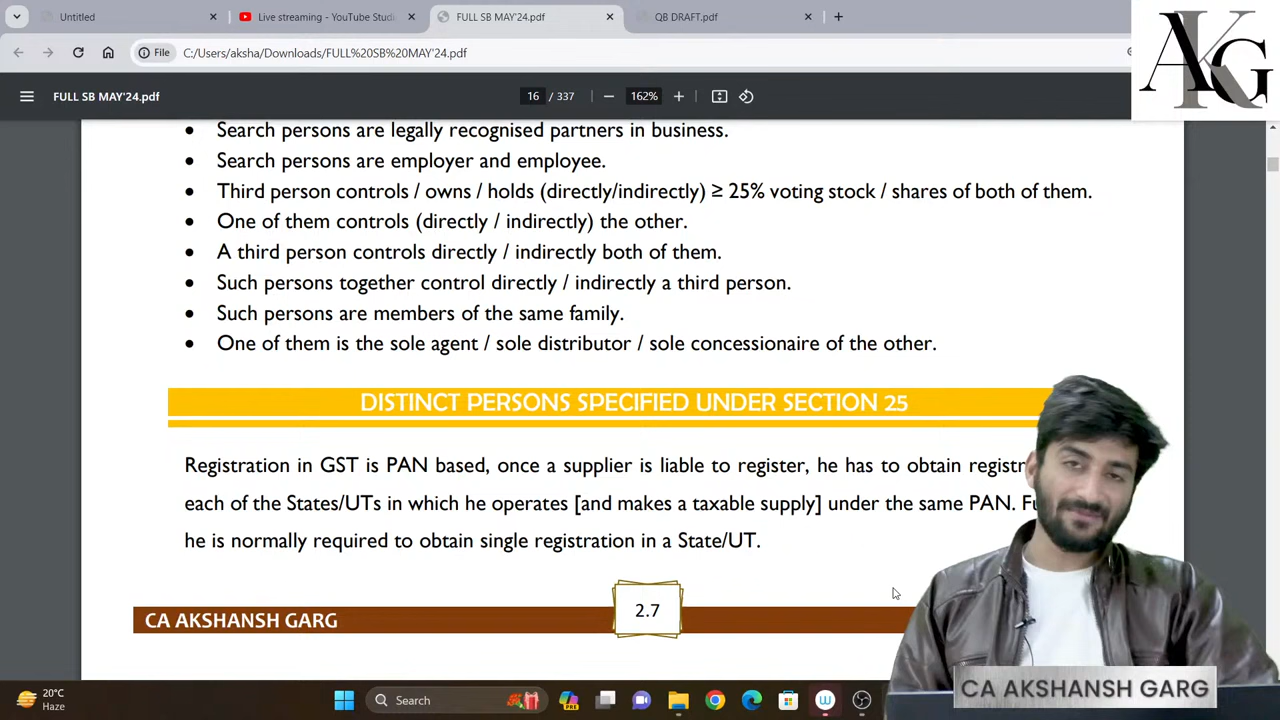 Untitled
Live streaming - YouTube Studi
FULL SB MAY'24.pdf
QB DRAFT.pdf
File
C:/Users/aksha/Downloads/FULL%20SB%20MAY'24.pdf
AKG
FULL SB MAY'24.pdf
16 / 337
162%
• Search persons are legally recognised partners in business.
• Search persons are employer and employee.
• Third person controls / owns / holds (directly/indirectly) ≥ 25% voting stock / shares of both of them.
• One of them controls (directly / indirectly) the other.
• A third person controls directly / indirectly both of them.
• Such persons together control directly / indirectly a third person.
• Such persons are members of the same family.
• One of them is the sole agent / sole distributor / sole concessionaire of the other.
DISTINCT PERSONS SPECIFIED UNDER SECTION 25
Registration in GST is PAN based, once a supplier is liable to register, he has to obtain
each of the States/UTs in which he operates [and makes a taxable supply] under the same PAN.
he is normally required to obtain single registration in a State/UT.
2.7
CA AKSHANSH GARG
CA AKSHANSH GARG
20°C
Haze
Search